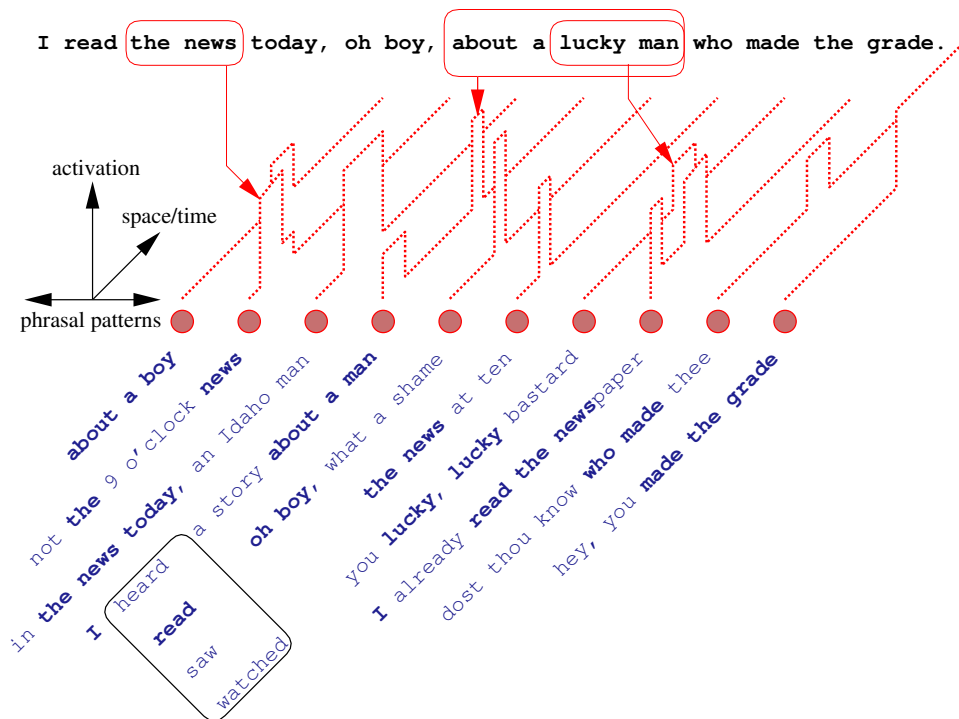 I read the news today, oh boy, about a lucky man who made the grade.
activation
space/time
phrasal patterns
about a boy
not the 9 o'clock news
in the news today, an Idaho man
I heard a story about a man
read
saw
watched
oh boy, what a shame
the news at ten
you lucky, lucky bastard
I already read the newspaper
dost thou know who made thee
hey, you made the grade